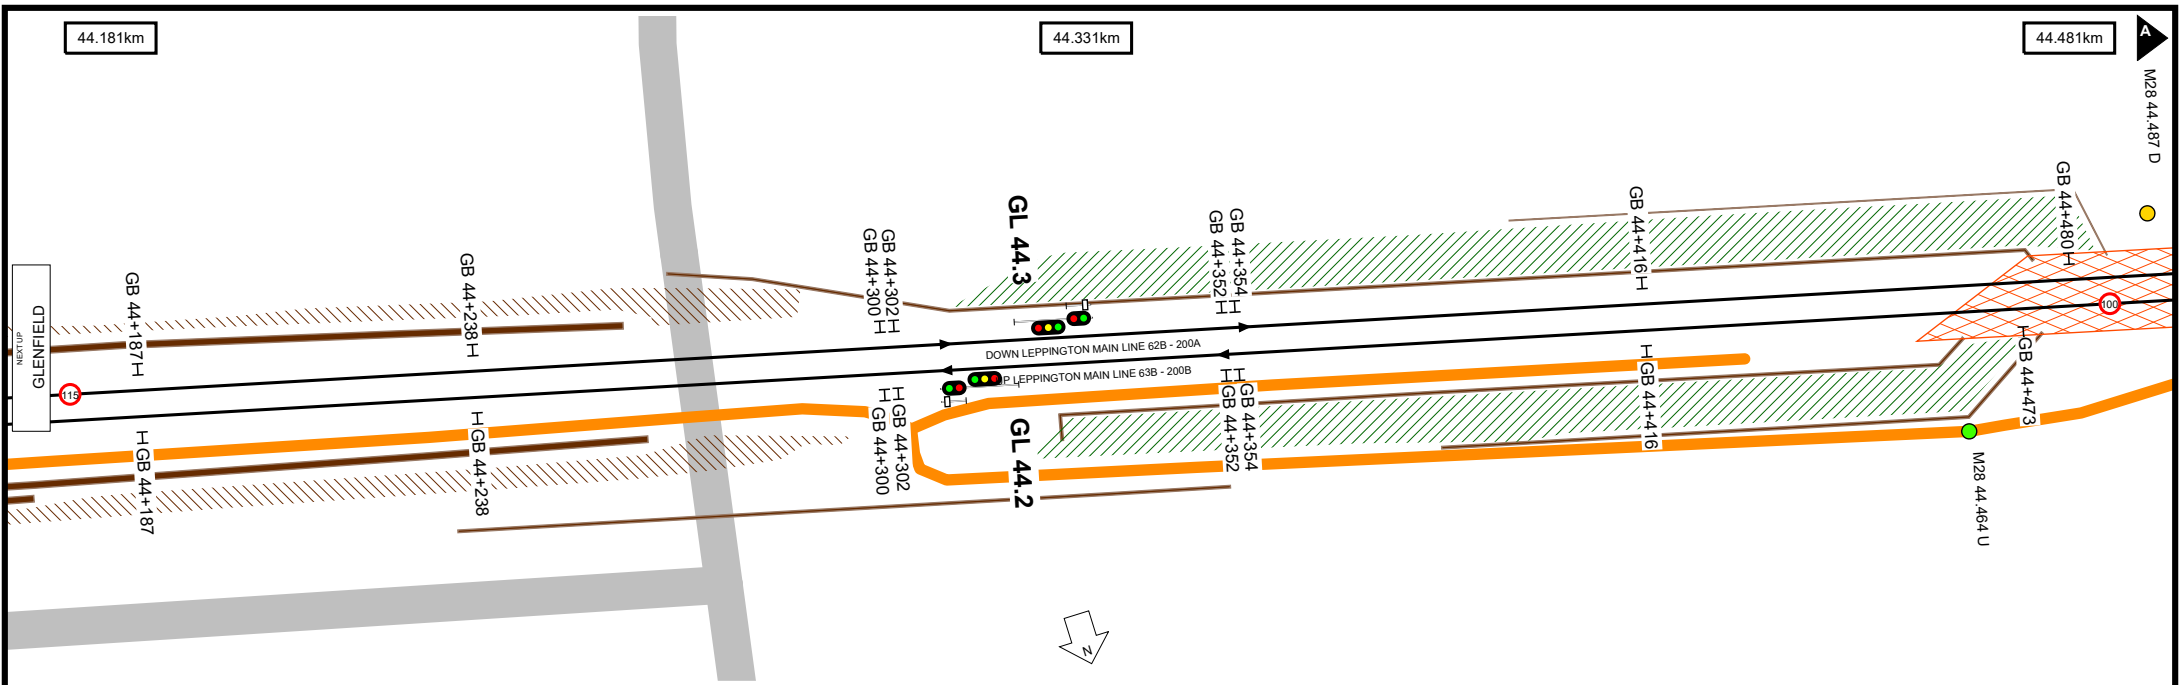 44.181km
44.331km
44.481km
A
M28 44.487 D
GL 44.3
GB 44+480
GB 44+416
GB 44+354
GB 44+352
GB 44+302
GB 44+300
GB 44+238
GB 44+187
NEXT UP
GLENFIELD
115
100
DOWN LEPPINGTON MAIN LINE 62B - 200A
UP LEPPINGTON MAIN LINE 63B - 200B
GB 44+187
GB 44+238
GB 44+302
GB 44+300
GL 44.2
GB 44+354
GB 44+352
GB 44+416
GB 44+473
M28 44.464 U
N